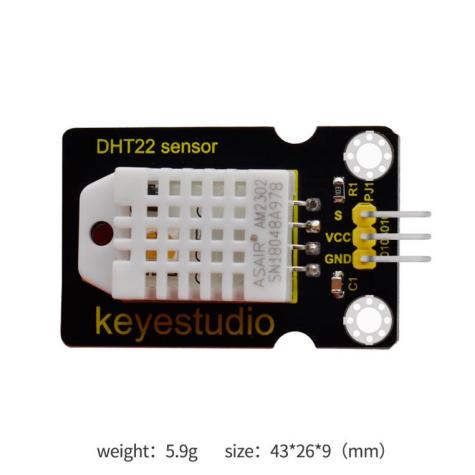 DHT22 sensor
ASAIR AM2302
SN18048A978
R1
PJ1
103
S
VCC
GND
C1
keyestudio
weight: 5.9g size: 43*26*9（mm）